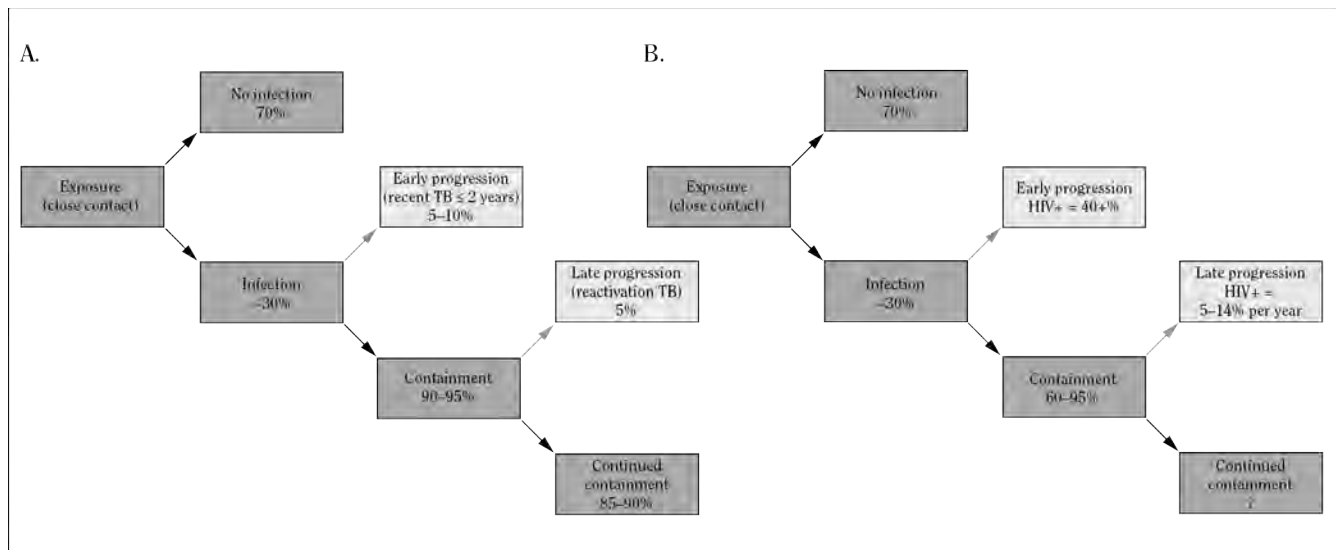 A.
No infection
70%
Exposure
(close contact)
Early progression
(recent TB ≤ 2 years)
5–10%
Infection
~30%
Late progression
(reactivation TB)
5%
Containment
90–95%
Continued
containment
85–90%
B.
No infection
70%
Exposure
(close contact)
Early progression
HIV+ = 40+%
Infection
~30%
Late progression
HIV+ =
5–14% per year
Containment
60–95%
Continued
containment
?